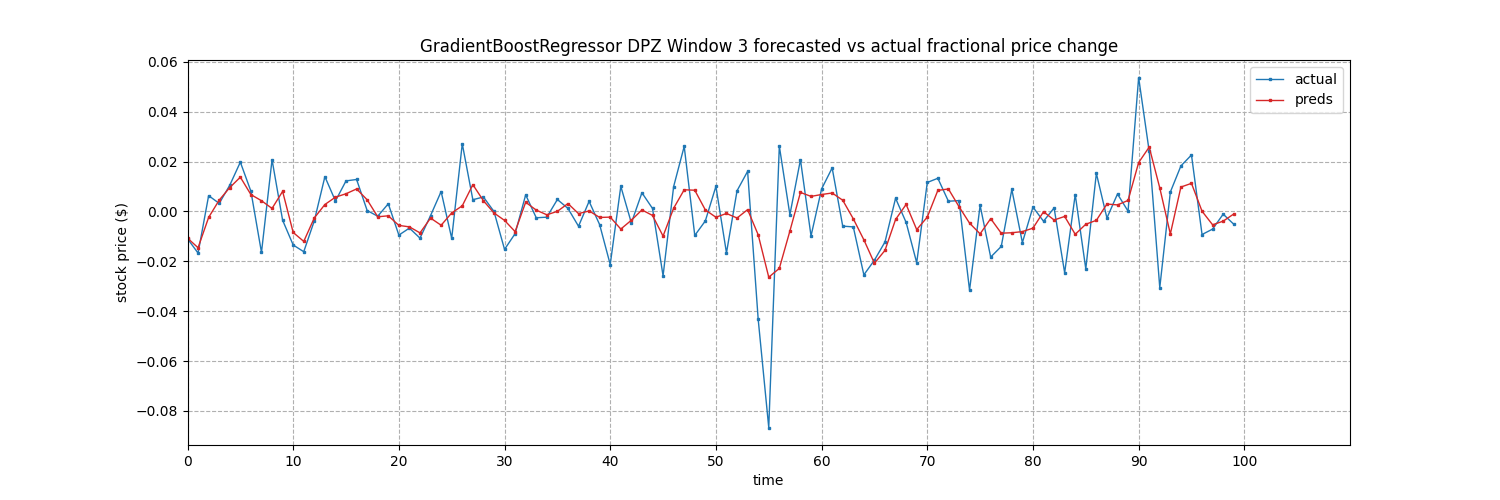 GradientBoostRegressor DPZ Window 3 forecasted vs actual fractional price change
actual
preds
stock price ($)
0.06
0.04
0.02
0.00
−0.02
−0.04
−0.06
−0.08
0 10 20 30 40 50 60 70 80 90 100
time